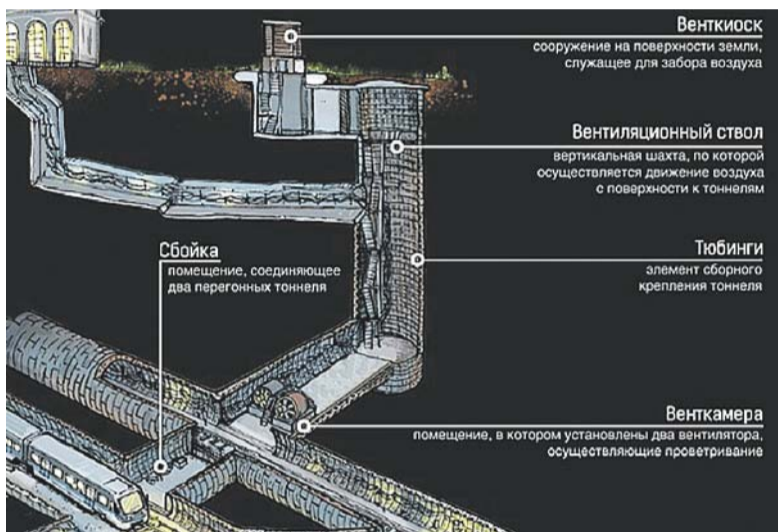 Венткиоск
сооружение на поверхности земли,
служащее для забора воздуха
Вентиляционный ствол
вертикальная шахта, по которой
осуществляется движение воздуха
с поверхности к тоннелям
Сбойка
помещение, соединяющее
два перегонных тоннеля
Тюбинги
элемент сборного
крепления тоннеля
Венткамера
помещение, в котором установлены два вентилятора,
осуществляющие проветривание